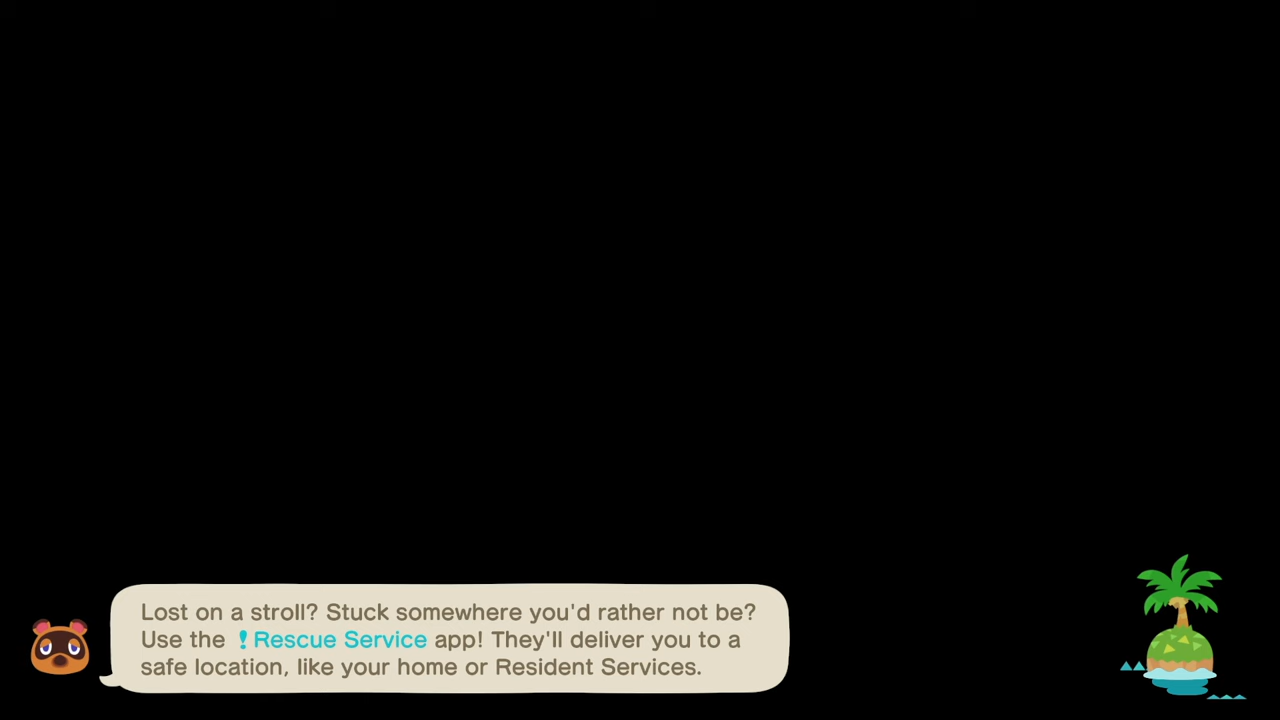 Lost on a stroll? Stuck somewhere you'd rather not be?
Use the ! Rescue Service app! They'll deliver you to a
safe location, like your home or Resident Services.